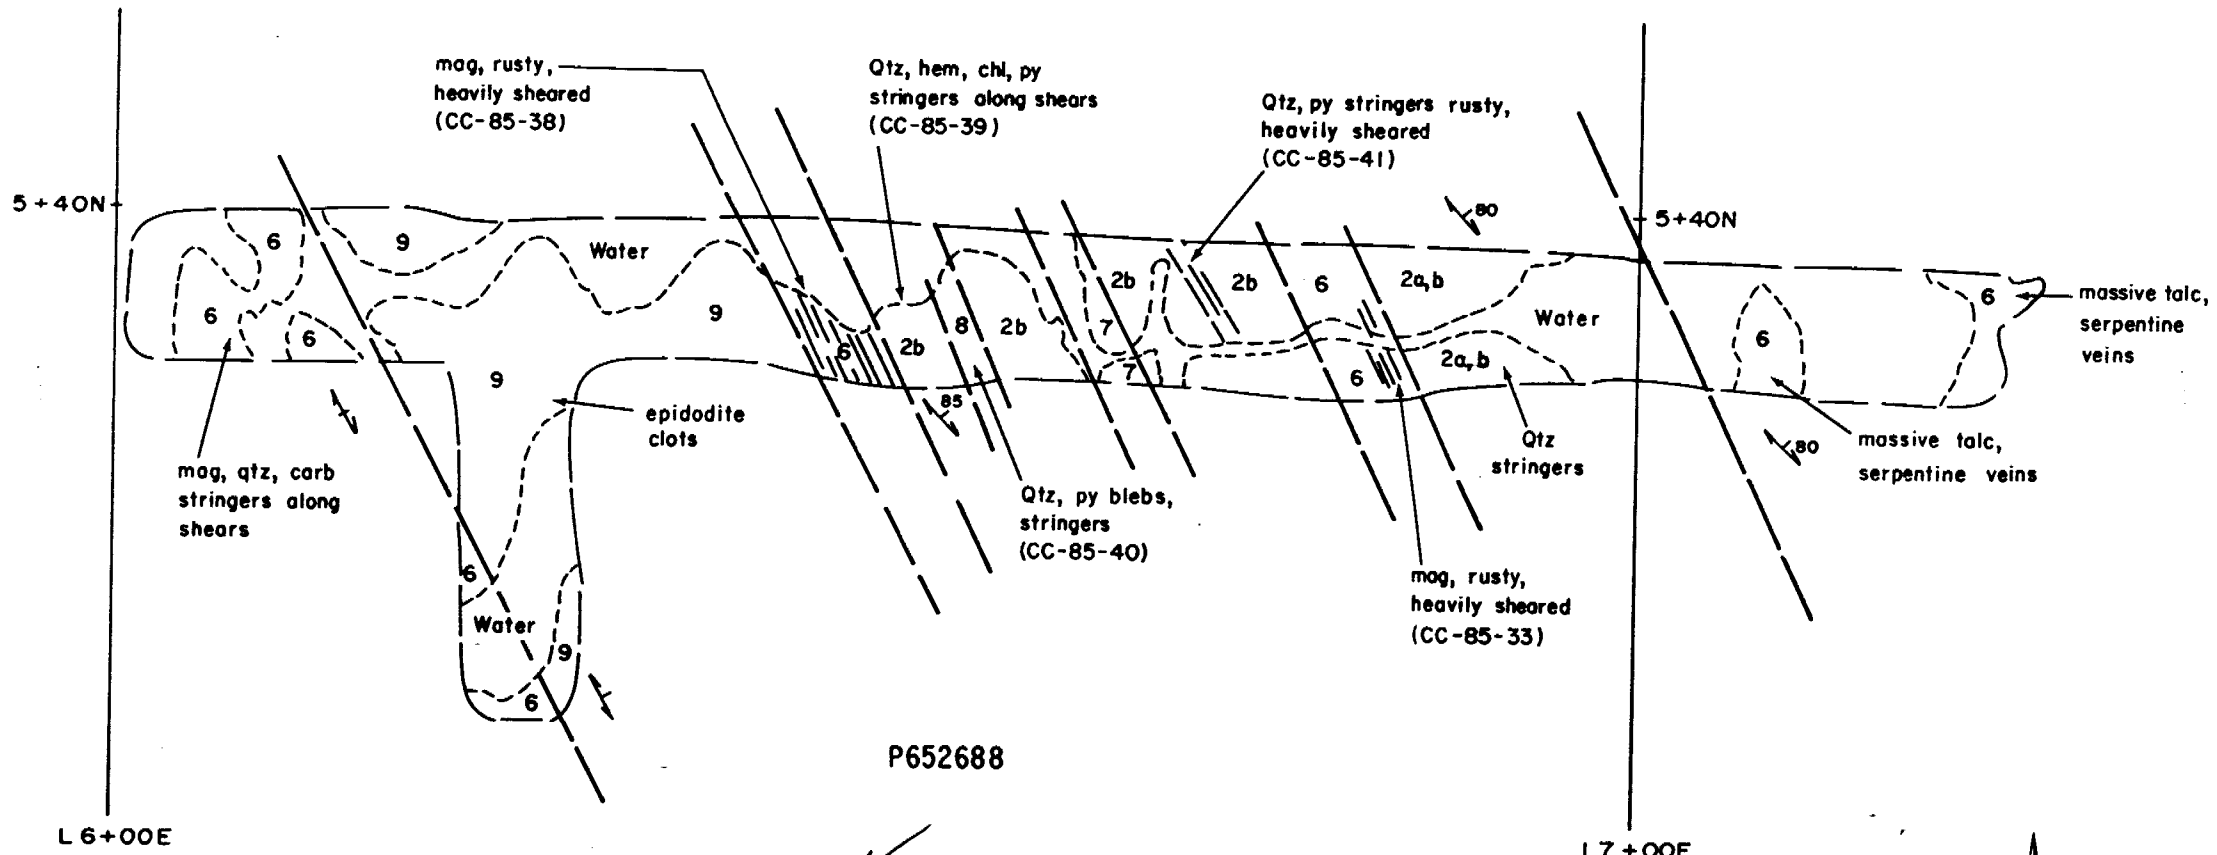 mag, rusty,
heavily sheared
(CC-85-38)
Qtz, hem, chl, py
stringers along shears
(CC-85-39)
Qtz, py stringers rusty,
heavily sheared
(CC-85-41)
5+40N
5+40N
80
6
9
Water
2b
2b
6
2a,b
6
massive talc,
serpentine
veins
6
6
9
6
2b
8
2b
7
7
Water
6
2a,b
6
9
85
epidodite
clots
mag, qtz, carb
stringers along
shears
Qtz, py blebs,
stringers
(CC-85-40)
Qtz
stringers
80
massive talc,
serpentine veins
mag, rusty,
heavily sheared
(CC-85-33)
6
Water
9
6
P652688
L6+00E
L7+00E